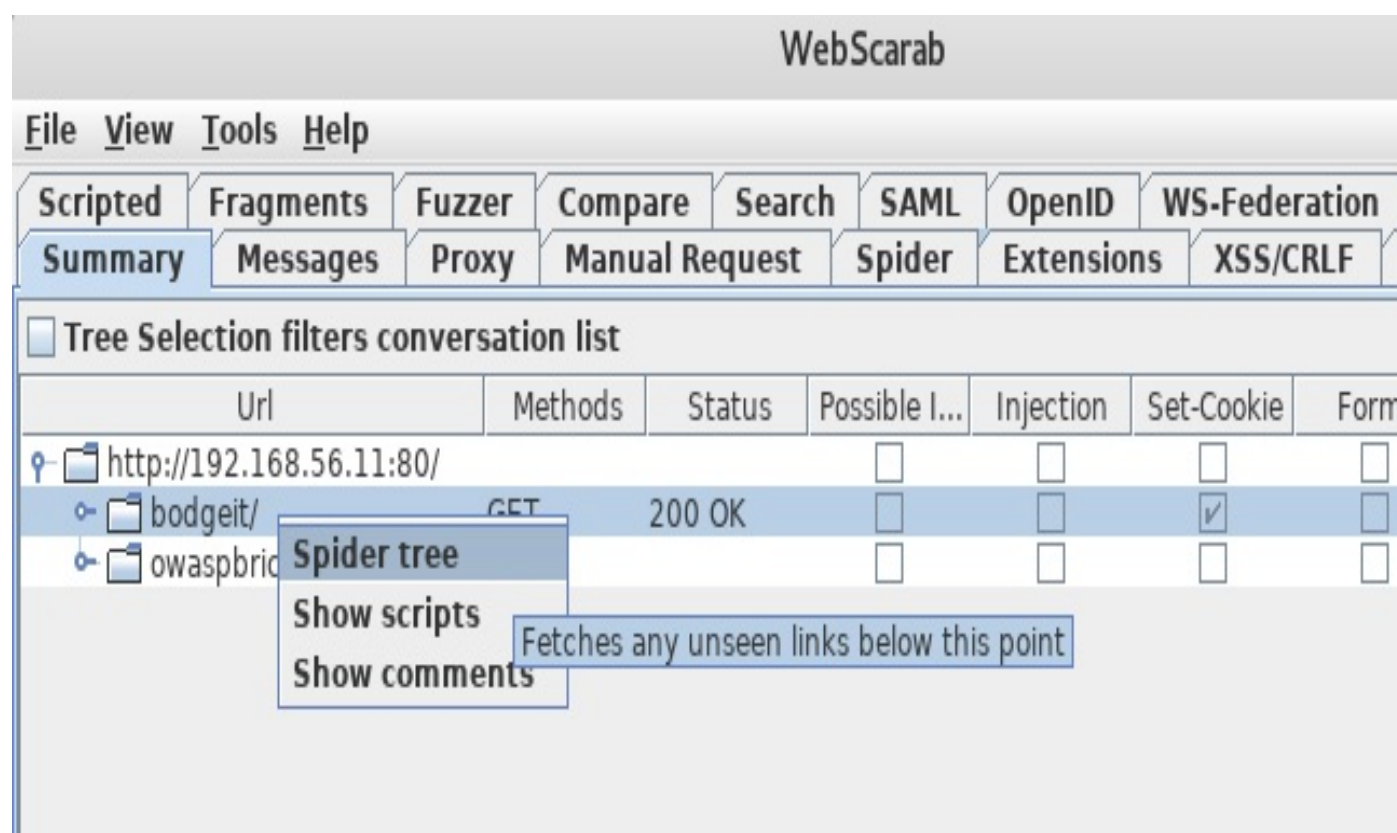 WebScarab
File View Tools Help
Scripted Fragments Fuzzer Compare Search SAML OpenID WS-Federation
Summary Messages Proxy Manual Request Spider Extensions XSS/CRLF
Tree Selection filters conversation list
Url Methods Status Possible I... Injection Set-Cookie Form
http://192.168.56.11:80/
bodgeit/ GET 200 OK
owaspbric
Spider tree
Show scripts
Fetches any unseen links below this point
Show comments